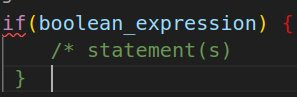 if(boolean_expression) {
/* statement(s)
}